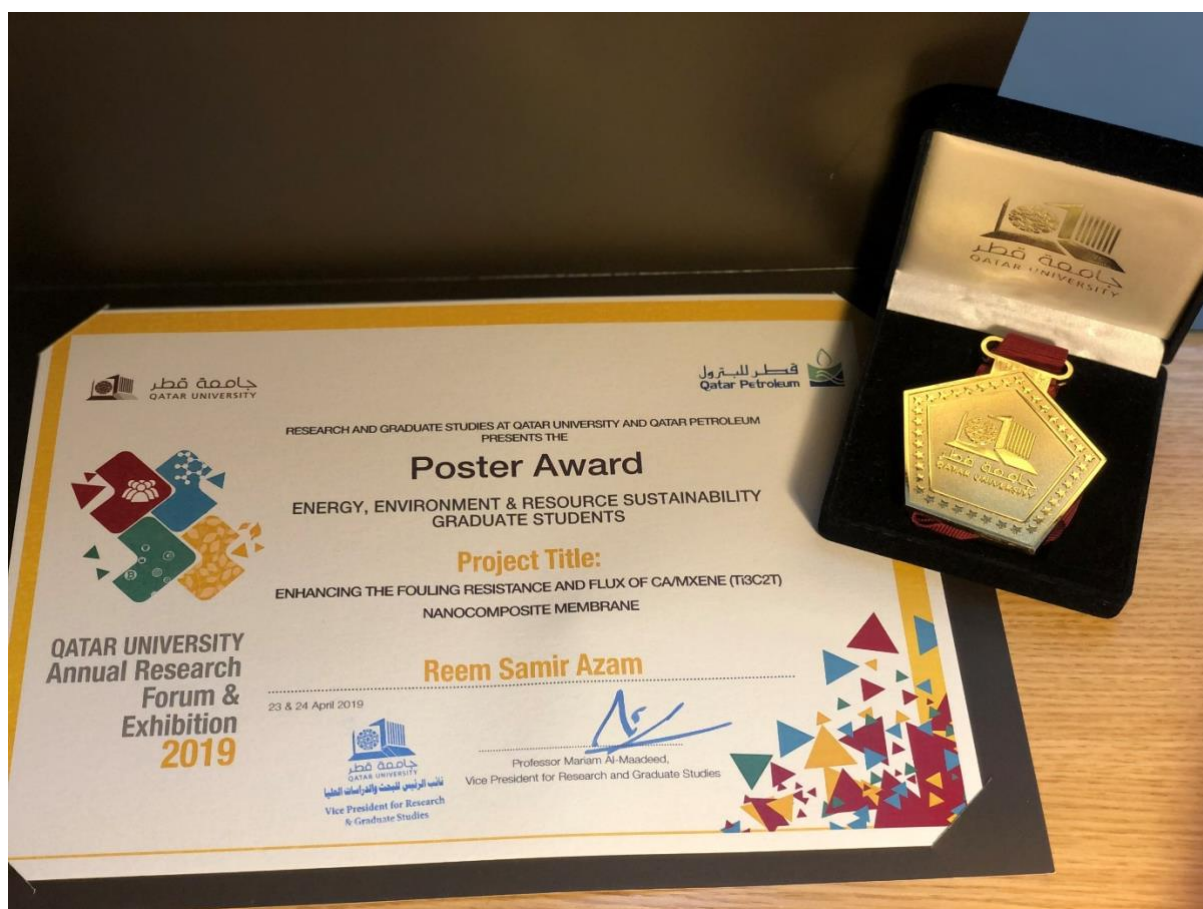 جامعة قطر
QATAR UNIVERSITY
قطر للبترول
Qatar Petroleum
RESEARCH AND GRADUATE STUDIES AT QATAR UNIVERSITY AND QATAR PETROLEUM
PRESENTS THE
Poster Award
ENERGY, ENVIRONMENT & RESOURCE SUSTAINABILITY
GRADUATE STUDENTS
Project Title:
ENHANCING THE FOULING RESISTANCE AND FLUX OF CA/MXENE (Ti3C2T)
NANOCOMPOSITE MEMBRANE
Reem Samir Azam
QATAR UNIVERSITY
Annual Research
Forum &
Exhibition
2019
23 & 24 April 2019
جامعة قطر
QATAR UNIVERSITY
نائب الرئيس للبحث والدراسات العليا
Vice President for Research
& Graduate Studies
Professor Mariam Al-Maadeed,
Vice President for Research and Graduate Studies
جامعة قطر
QATAR UNIVERSITY
جامعة قطر
QATAR UNIVERSITY